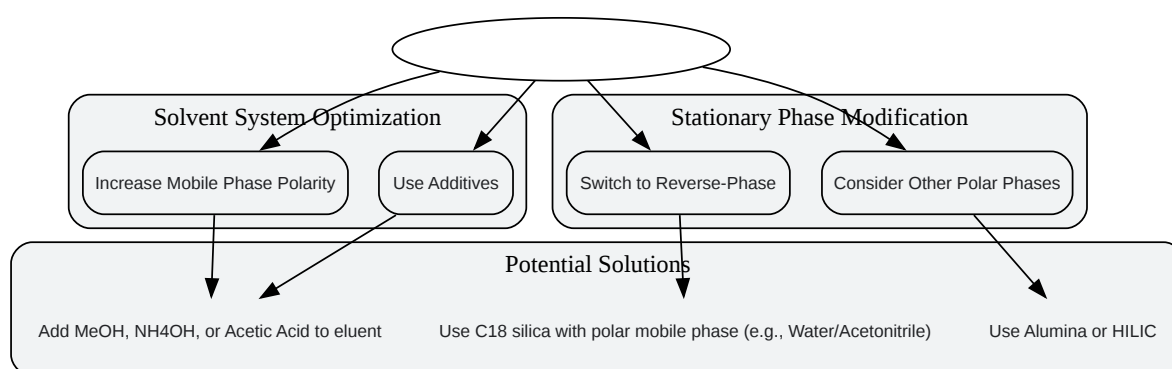 Solvent System Optimization
Stationary Phase Modification
Increase Mobile Phase Polarity
Use Additives
Switch to Reverse-Phase
Consider Other Polar Phases
Potential Solutions
Add MeOH, NH4OH, or Acetic Acid to eluent
Use C18 silica with polar mobile phase (e.g., Water/Acetonitrile)
Use Alumina or HILIC